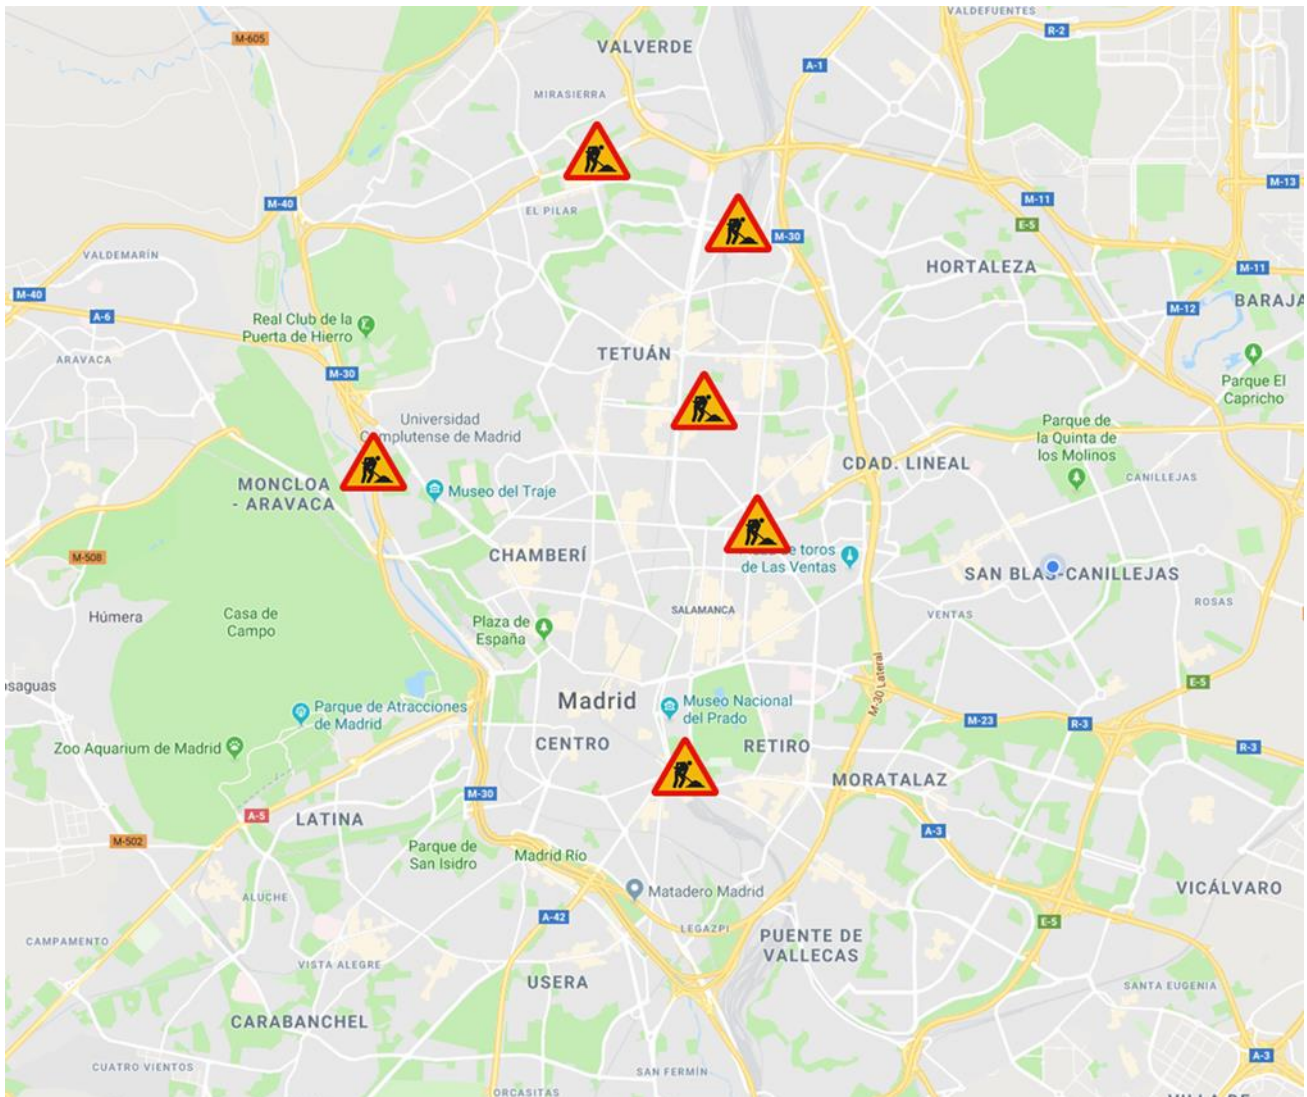 VALDEFUENTES
R-2
M-605
VALVERDE
A-1
MIRASIERRA
M-13
M-11
M-40
EL PILAR
E-5
M-30
VALDEMARÍN
HORTALEZA
M-11
M-40
BARAJA
M-12
A-6
Real Club de la
Puerta de Hierro
TETUÁN
ARAVACA
M-30
Parque El
Capricho
Universidad
Complutense de Madrid
Parque de
la Quinta de
los Molinos
CDAD. LINEAL
CANILLEJAS
MONCLOA
- ARAVACA
Museo del Traje
M-508
CHAMBERÍ
de toros
de Las Ventas
SAN BLAS-CANILLEJAS
ROSAS
Húmera
Casa de
Campo
SALAMANCA
VENTAS
Plaza de
España
osaguas
E-5
M-30 Lateral
Parque de Atracciones
de Madrid
Madrid
Museo Nacional
del Prado
M-23
R-3
R-3
Zoo Aquarium de Madrid
CENTRO
RETIRO
MORATALAZ
M-30
A-5
LATINA
A-3
M-502
Parque de
San Isidro
Madrid Río
Matadero Madrid
VICÁLVARO
ALUCHE
A-42
E-5
LEGAZPI
CAMPAMENTO
PUENTE DE
VALLECAS
VISTA ALEGRE
USERA
SANTA EUGENIA
CARABANCHEL
A-3
CUATRO VIENTOS
SAN FERMÍN
ORCASITAS
VILLA DE